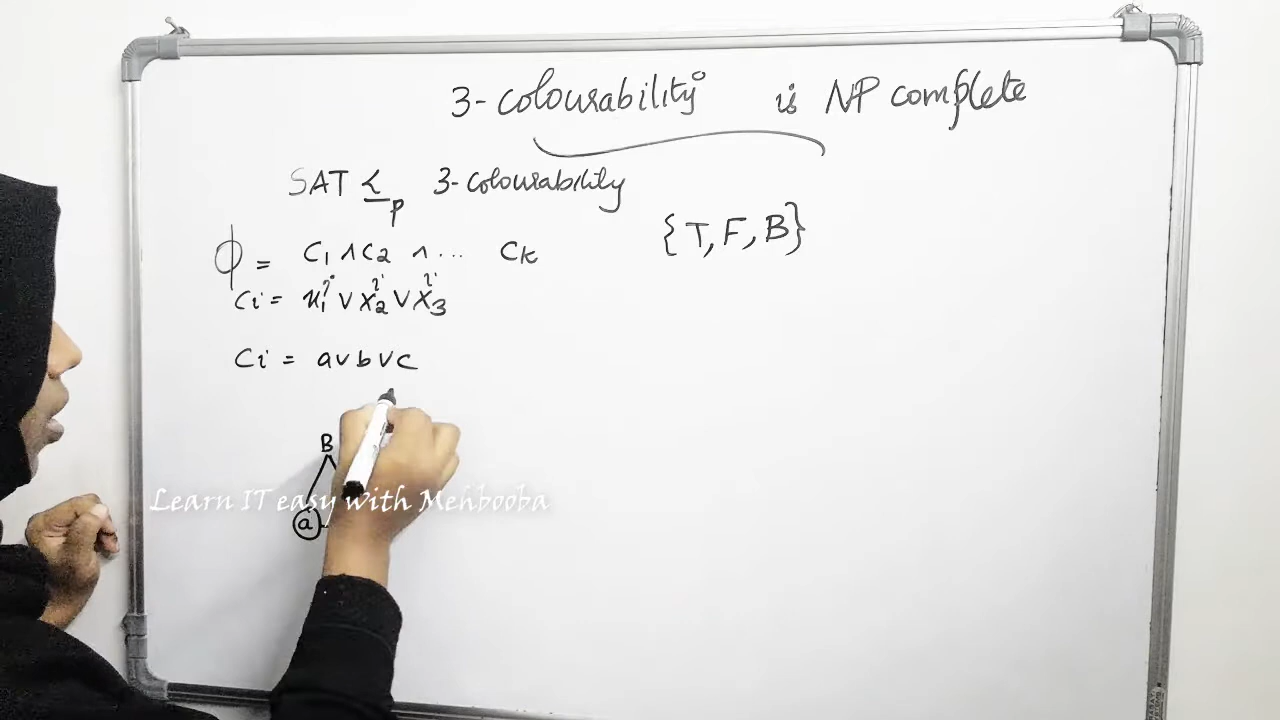 3-colourability is NP complete
SAT ≤p 3-colourability
{T, F, B}
ϕ = C1 ∧ C2 ∧ ... Ck
Ci = x1^i ∨ x2^i ∨ x3^i
Ci = a ∨ b ∨ c
B
a
Learn IT easy with Mehbooba